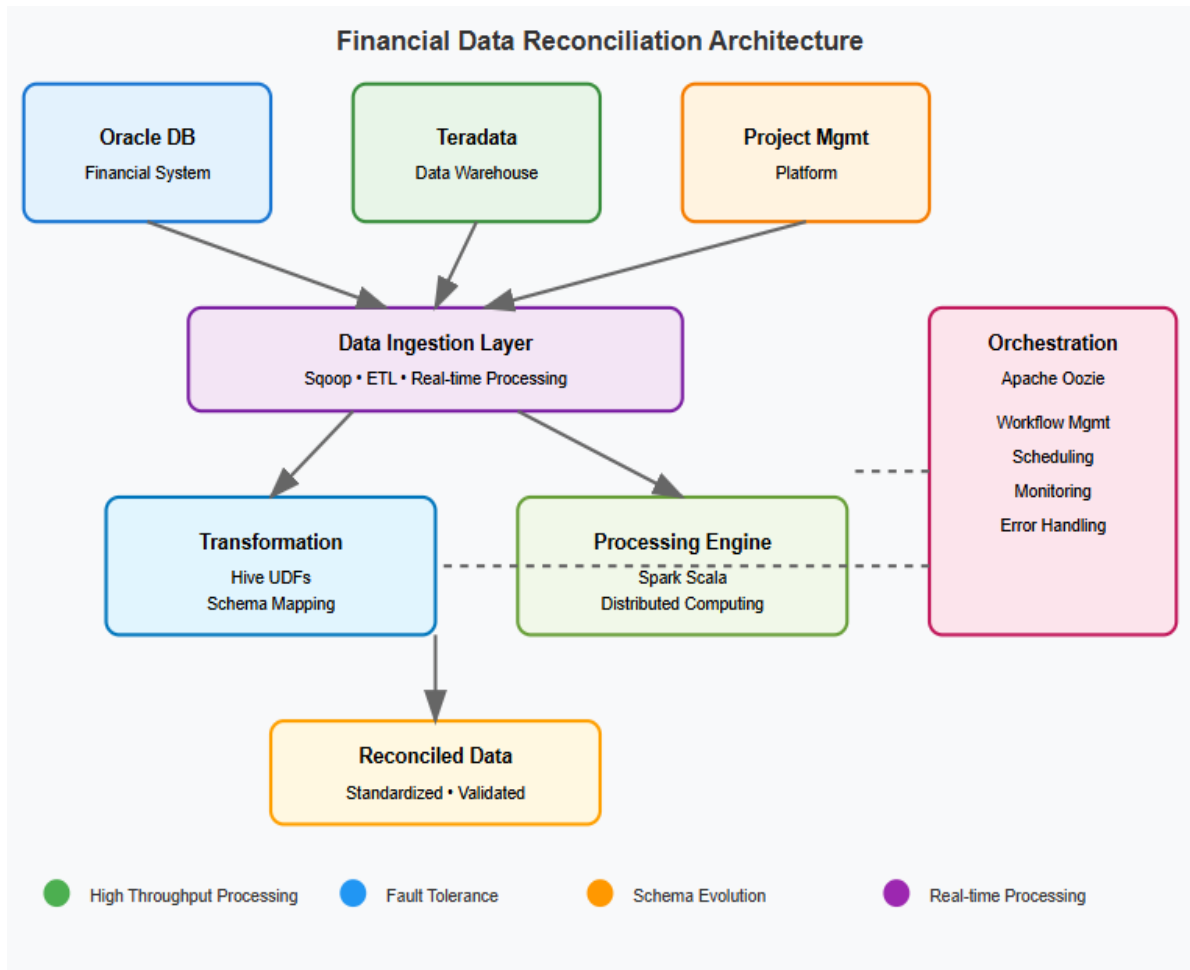 Financial Data Reconciliation Architecture
Oracle DB
Financial System
Teradata
Data Warehouse
Project Mgmt
Platform
Data Ingestion Layer
Sqoop • ETL • Real-time Processing
Orchestration
Apache Oozie
Workflow Mgmt
Scheduling
Monitoring
Error Handling
Transformation
Hive UDFs
Schema Mapping
Processing Engine
Spark Scala
Distributed Computing
Reconciled Data
Standardized • Validated
High Throughput Processing
Fault Tolerance
Schema Evolution
Real-time Processing